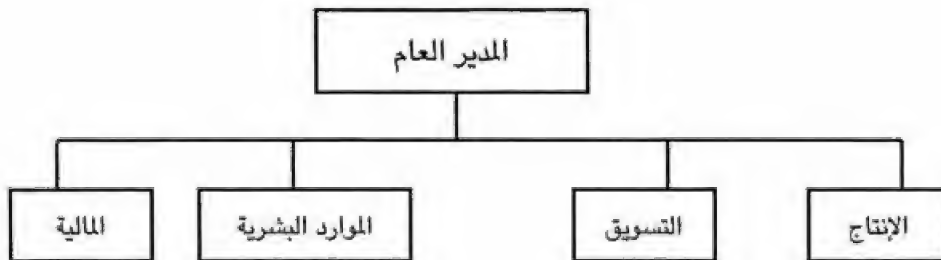 المدير العام
الإنتاج
التسويق
الموارد البشرية
المالية